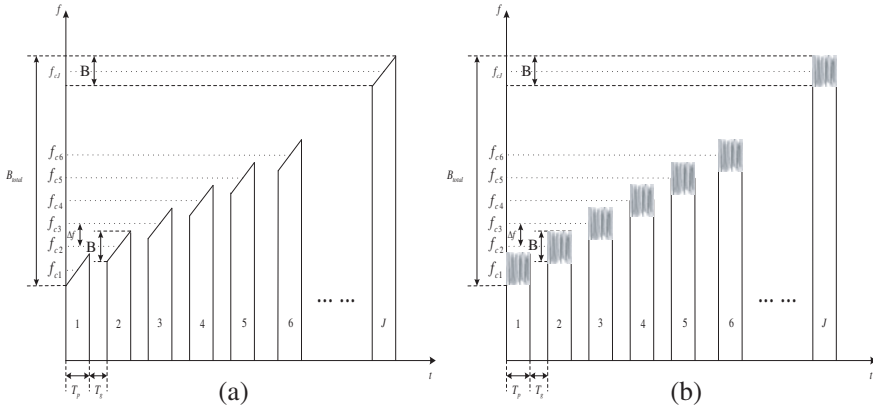 f
B
f_cJ
f_c6
f_c5
B_total
f_c4
f_c3
Δf
f_c2
B
f_c1
1
2
3
4
5
6
... ...
J
T_p
T_g
t
(a)
f
B
f_cJ
f_c6
f_c5
B_total
f_c4
f_c3
Δf
f_c2
B
f_c1
1
2
3
4
5
6
... ...
J
T_p
T_g
t
(b)